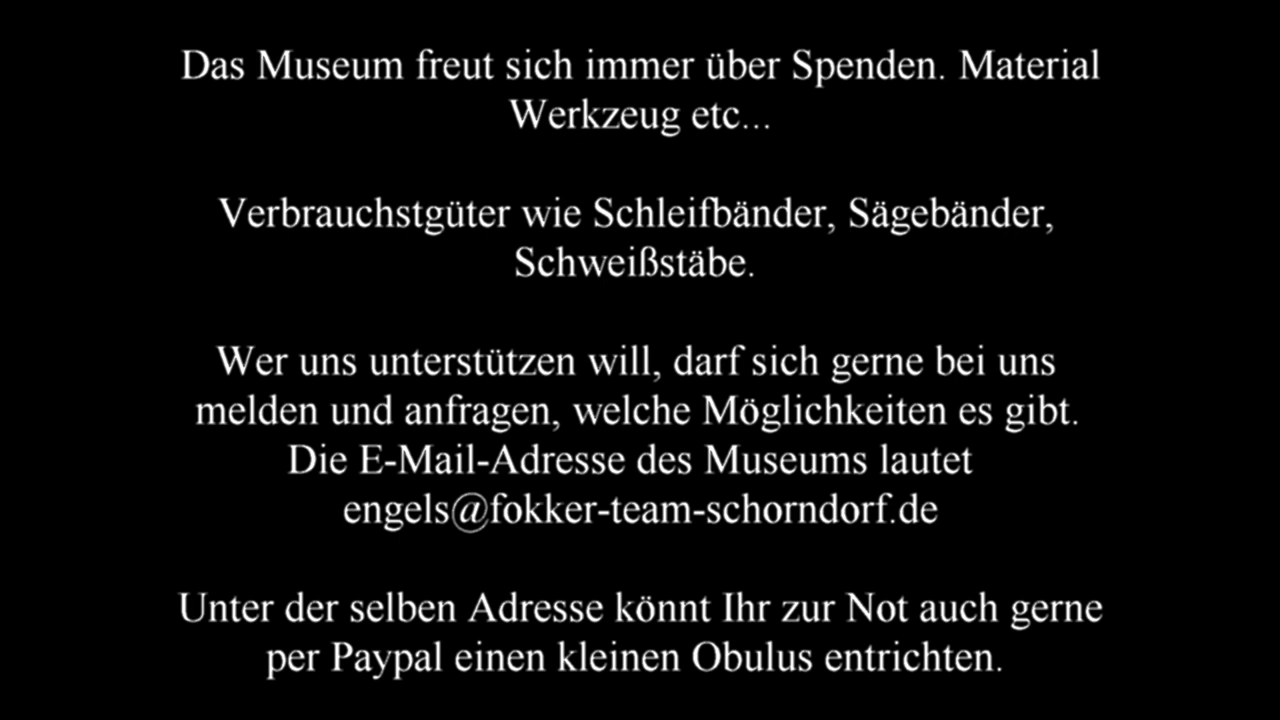 Das Museum freut sich immer über Spenden. Material
Werkzeug etc...
Verbrauchstgüter wie Schleifbänder, Sägebänder,
Schweißstäbe.
Wer uns unterstützen will, darf sich gerne bei uns
melden und anfragen, welche Möglichkeiten es gibt.
Die E-Mail-Adresse des Museums lautet
engels@fokker-team-schorndorf.de
Unter der selben Adresse könnt Ihr zur Not auch gerne
per Paypal einen kleinen Obulus entrichten.